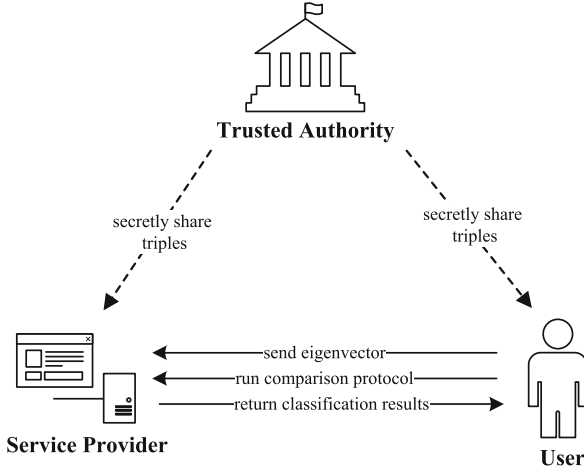 Trusted Authority
secretly share
triples
secretly share
triples
send eigenvector
run comparison protocol
return classification results
Service Provider
User